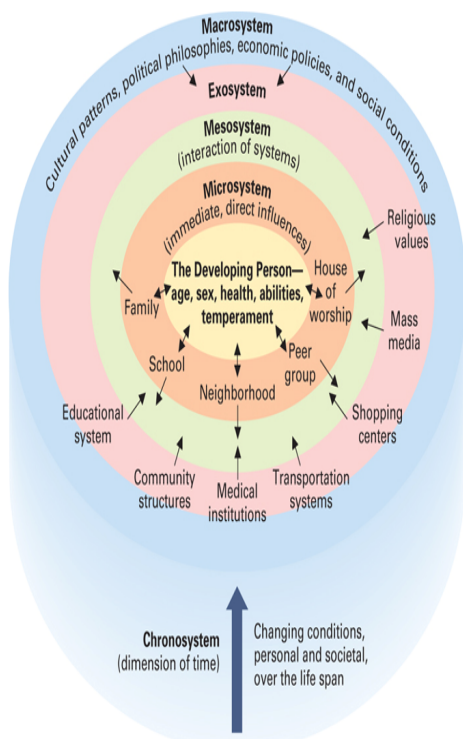 Macrosystem
Cultural patterns, political philosophies, economic policies, and social conditions
Exosystem
Mesosystem
(interaction of systems)
Microsystem
(immediate, direct influences)
The Developing Person—
age, sex, health, abilities,
temperament
Family
House
of
worship
School
Peer
group
Neighborhood
Religious
values
Mass
media
Shopping
centers
Educational
system
Community
structures
Medical
institutions
Transportation
systems
Chronosystem
(dimension of time)
Changing conditions,
personal and societal,
over the life span